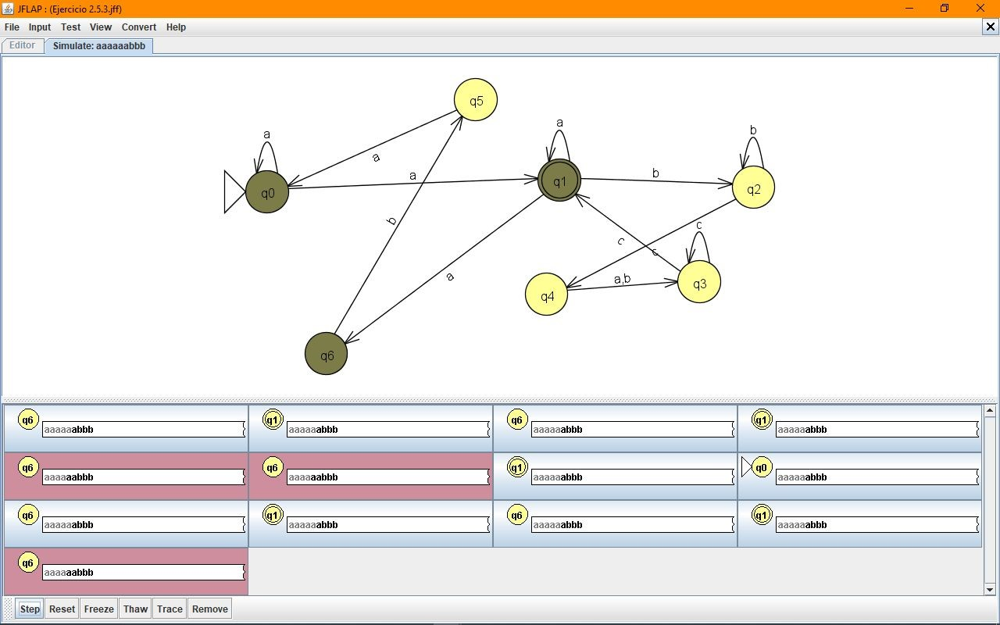 JFLAP : (Ejercicio 2.5.3.jff)
File Input Test View Convert Help
Editor Simulate: aaaaaabbb
q5
a
a
b
a
q0
a
q1
b
q2
a
b
c
c
c
a
q4
a,b
q3
q6
q6 aaaaaabbb
q1 aaaaaabbb
q6 aaaaaabbb
q1 aaaaaabbb
q6 aaaaaabbb
q6 aaaaaabbb
q1 aaaaaabbb
q0 aaaaaabbb
q6 aaaaaabbb
q1 aaaaaabbb
q6 aaaaaabbb
q1 aaaaaabbb
q6 aaaaaabbb
Step Reset Freeze Thaw Trace Remove